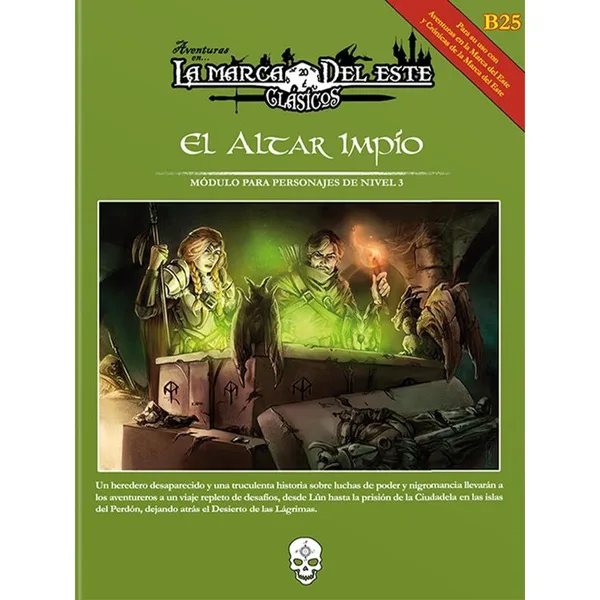 B25
Para su uso con
Aventuras en la Marca del Este
y Crónicas de la Marca del Este
Aventuras
en...
LA MARCA DEL ESTE
20
CLÁSICOS
EL ALTAR IMPÍO
MÓDULO PARA PERSONAJES DE NIVEL 3
Un heredero desaparecido y una truculenta historia sobre luchas de poder y nigromancia llevarán a
los aventureros a un viaje repleto de desafíos, desde Lûn hasta la prisión de la Ciudadela en las islas
del Perdón, dejando atrás el Desierto de las Lágrimas.